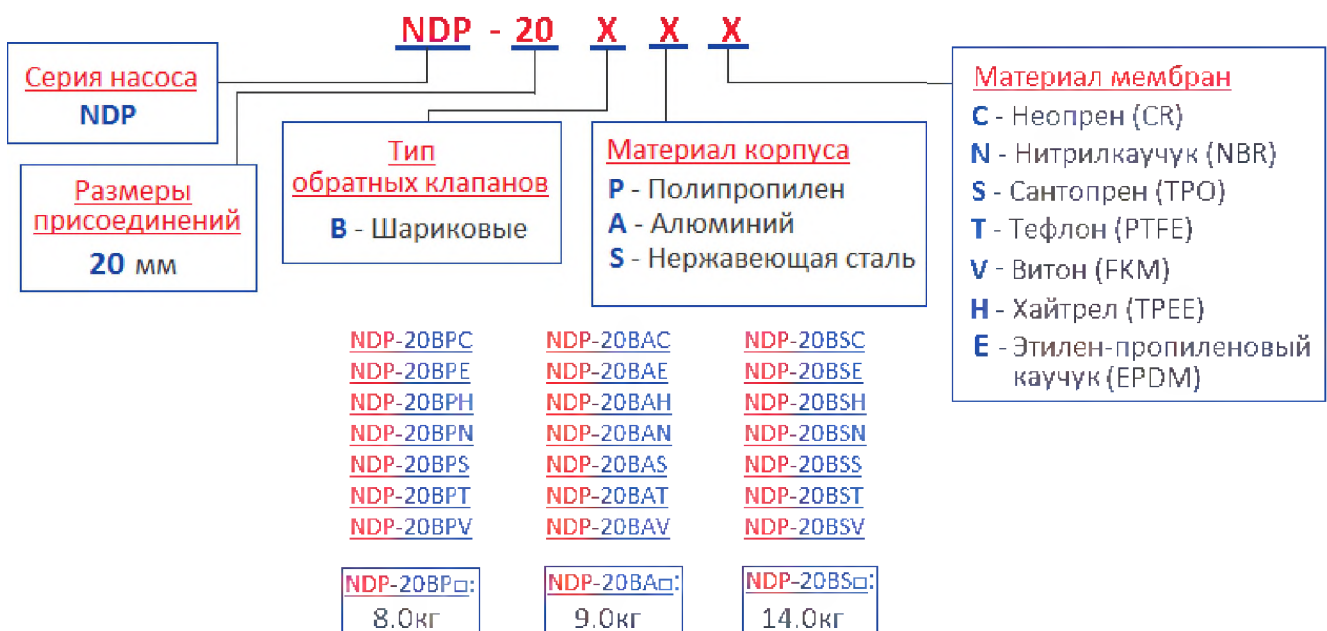 NDP - 20 X X X
Серия насоса
NDP
Размеры
присоединений
20 мм
Тип
обратных клапанов
B - Шариковые
Материал корпуса
P - Полипропилен
A - Алюминий
S - Нержавеющая сталь
Материал мембран
C - Неопрен (CR)
N - Нитрилкаучук (NBR)
S - Сантопрен (TPO)
T - Тефлон (PTFE)
V - Витон (FKM)
H - Хайтрел (TPEE)
E - Этилен-пропиленовый
каучук (EPDM)
NDP-20BPC NDP-20BAC NDP-20BSC
NDP-20BPE NDP-20BAE NDP-20BSE
NDP-20BPH NDP-20BAH NDP-20BSH
NDP-20BPN NDP-20BAN NDP-20BSN
NDP-20BPS NDP-20BAS NDP-20BSS
NDP-20BPT NDP-20BAT NDP-20BST
NDP-20BPV NDP-20BAV NDP-20BSV
NDP-20BP□: NDP-20BA□: NDP-20BS□:
8.0кг 9.0кг 14.0кг